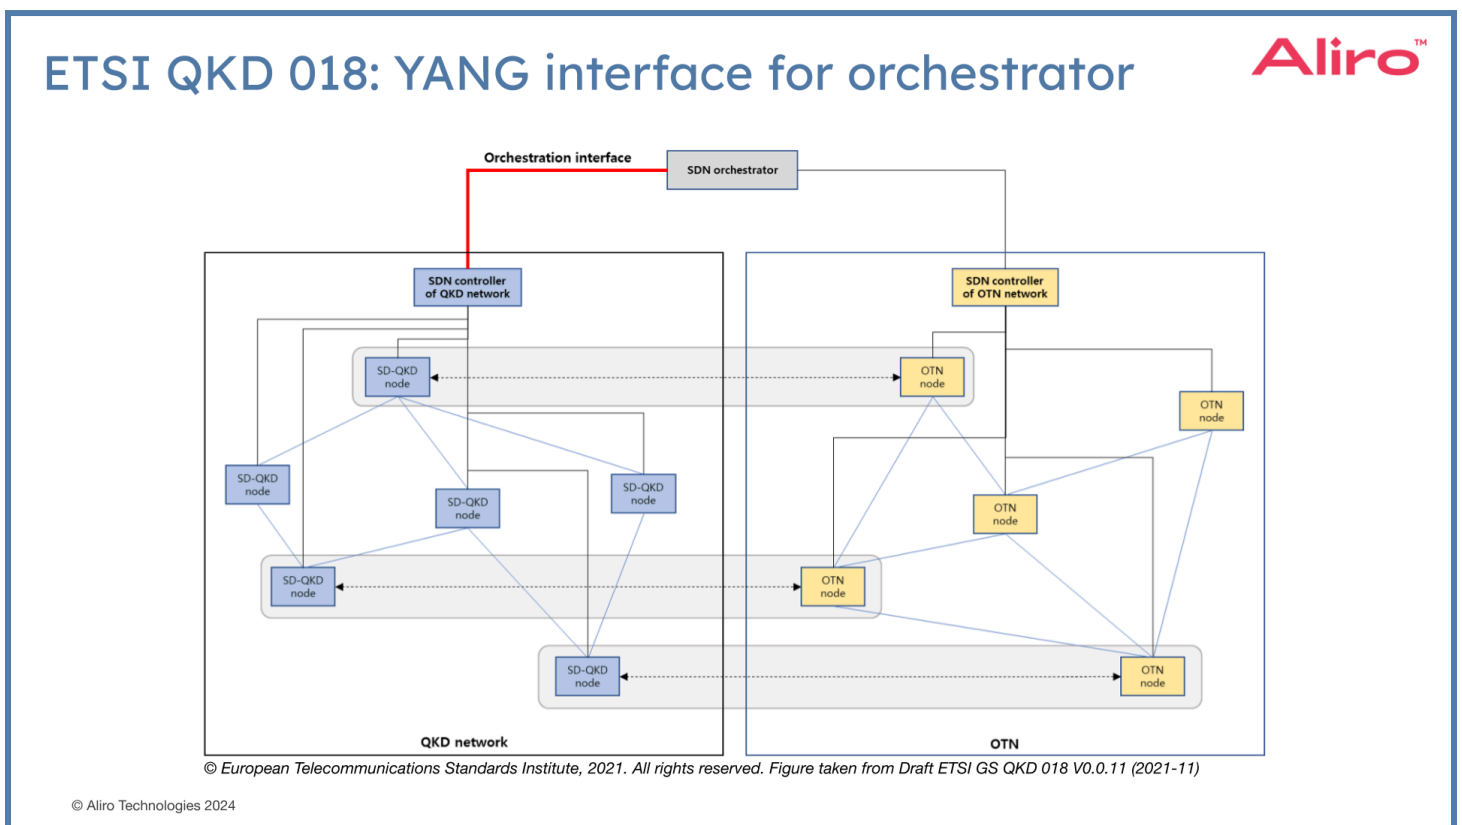 ETSI QKD 018: YANG interface for orchestrator
Aliro™
Orchestration interface
SDN orchestrator
SDN controller
of QKD network
SDN controller
of OTN network
SD-QKD
node
OTN
node
OTN
node
SD-QKD
node
SD-QKD
node
SD-QKD
node
OTN
node
SD-QKD
node
OTN
node
SD-QKD
node
OTN
node
QKD network
OTN
© European Telecommunications Standards Institute, 2021. All rights reserved. Figure taken from Draft ETSI GS QKD 018 V0.0.11 (2021-11)
© Aliro Technologies 2024